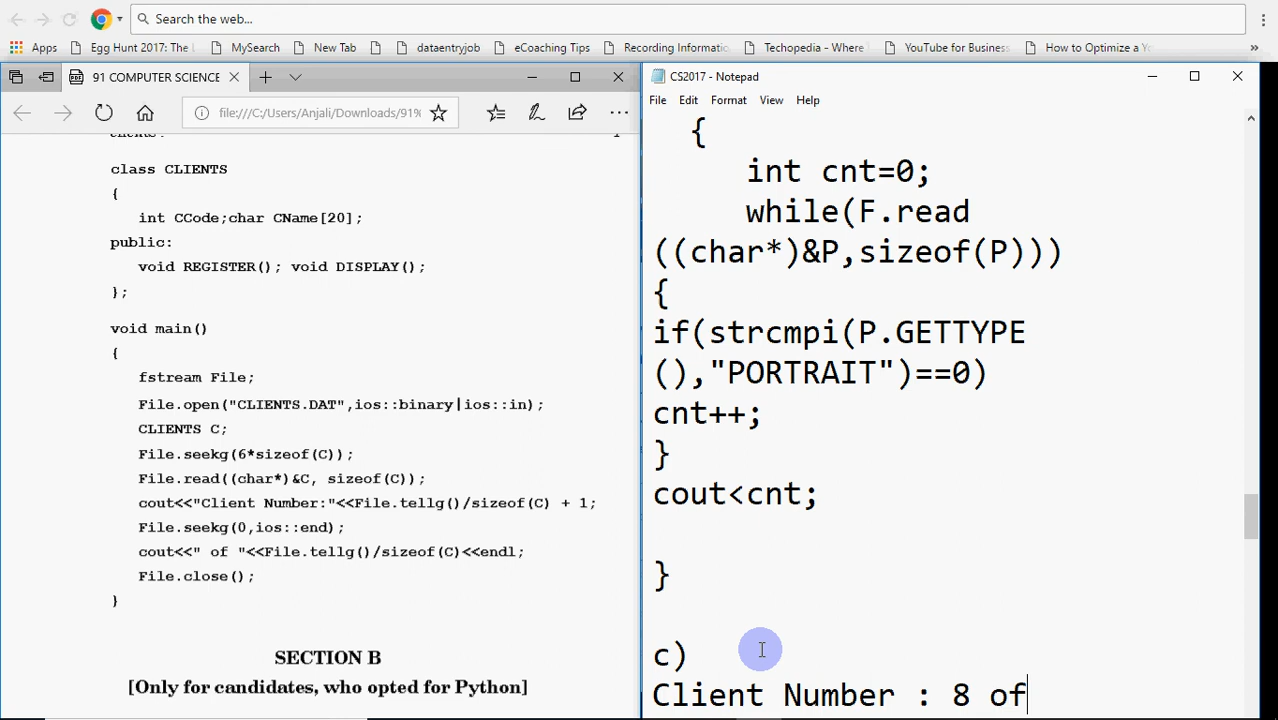 Search the web...
Apps
Egg Hunt 2017: The
MySearch
New Tab
dataentryjob
eCoaching Tips
Recording Informatio
Techopedia - Where
YouTube for Business
How to Optimize a Yo
»
91 COMPUTER SCIENCE
file:///C:/Users/Anjali/Downloads/91%
class CLIENTS
{
int CCode;char CName[20];
public:
void REGISTER(); void DISPLAY();
};
void main()
{
fstream File;
File.open("CLIENTS.DAT",ios::binary|ios::in);
CLIENTS C;
File.seekg(6*sizeof(C));
File.read((char*)&C, sizeof(C));
cout<<"Client Number:"<<File.tellg()/sizeof(C) + 1;
File.seekg(0,ios::end);
cout<<" of "<<File.tellg()/sizeof(C)<<endl;
File.close();
}
SECTION B
[Only for candidates, who opted for Python]
CS2017 - Notepad
File Edit Format View Help
{
int cnt=0;
while(F.read
((char*)&P,sizeof(P)))
{
if(strcmpi(P.GETTYPE
(),"PORTRAIT")==0)
cnt++;
}
cout<cnt;
}
c)
Client Number : 8 of